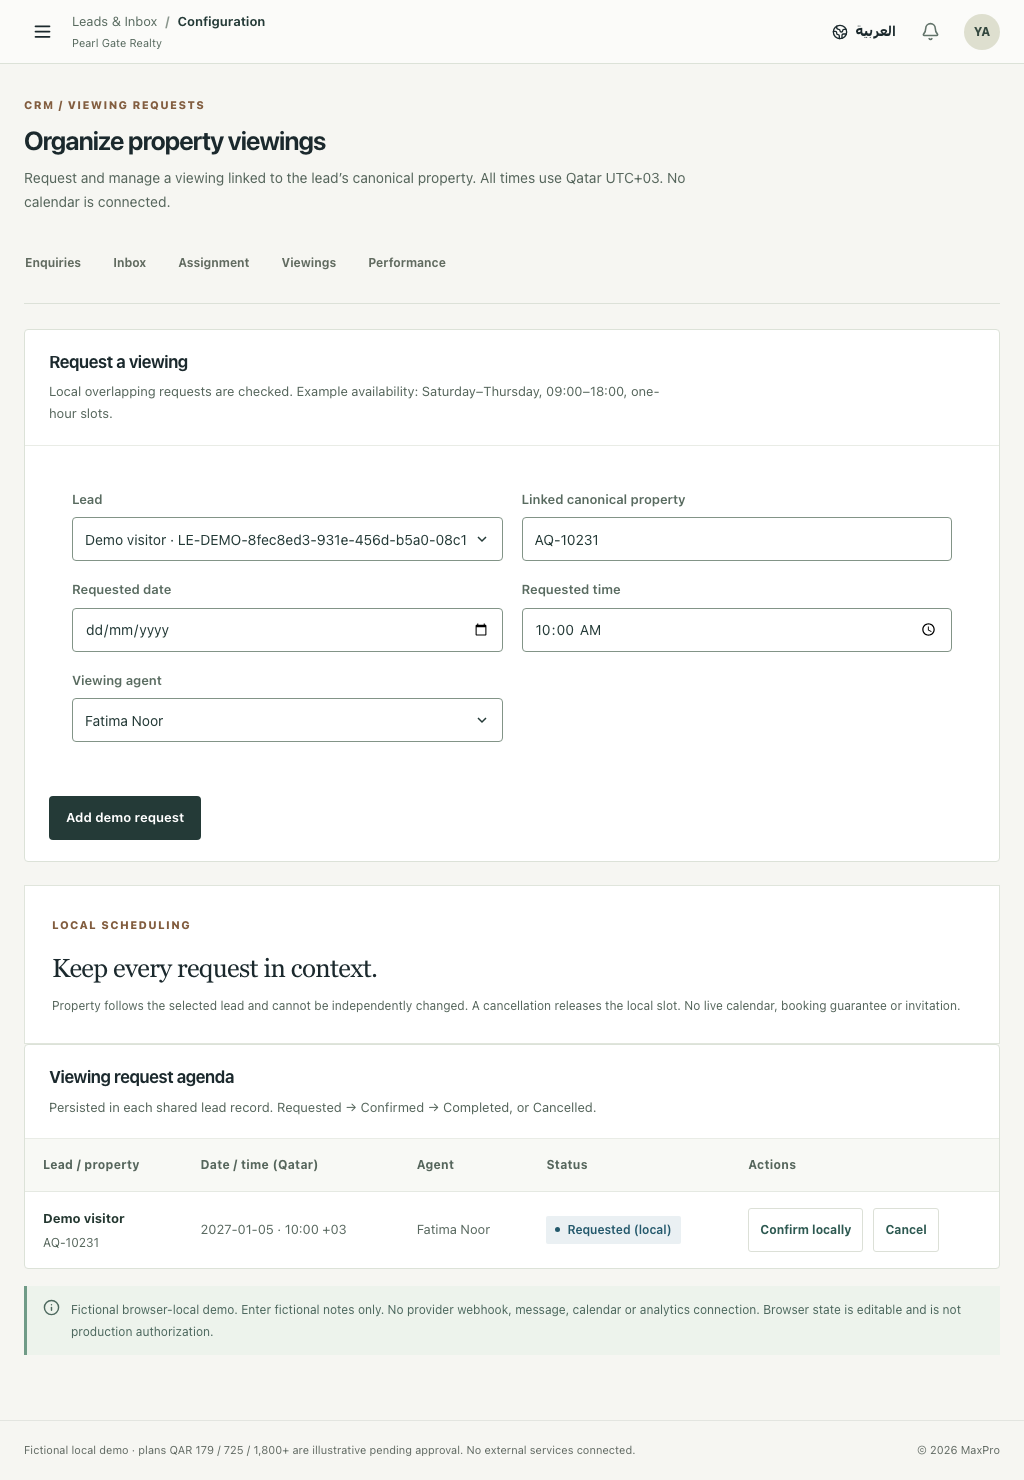 Leads & Inbox / Configuration
Pearl Gate Realty
العربية
YA
CRM / VIEWING REQUESTS
Organize property viewings
Request and manage a viewing linked to the lead's canonical property. All times use Qatar UTC+03. No
calendar is connected.
Enquiries Inbox Assignment Viewings Performance
Request a viewing
Local overlapping requests are checked. Example availability: Saturday–Thursday, 09:00–18:00, one-
hour slots.
Lead Linked canonical property
Demo visitor · LE-DEMO-8fec8ed3-931e-456d-b5a0-08c1 AQ-10231
Requested date Requested time
dd/mm/yyyy 10:00 AM
Viewing agent
Fatima Noor
Add demo request
LOCAL SCHEDULING
Keep every request in context.
Property follows the selected lead and cannot be independently changed. A cancellation releases the local slot. No live calendar, booking guarantee or invitation.
Viewing request agenda
Persisted in each shared lead record. Requested → Confirmed → Completed, or Cancelled.
Lead / property Date / time (Qatar) Agent Status Actions
Demo visitor
AQ-10231
2027-01-05 · 10:00 +03 Fatima Noor Requested (local) Confirm locally Cancel
Fictional browser-local demo. Enter fictional notes only. No provider webhook, message, calendar or analytics connection. Browser state is editable and is not
production authorization.
Fictional local demo · plans QAR 179 / 725 / 1,800+ are illustrative pending approval. No external services connected.
© 2026 MaxPro